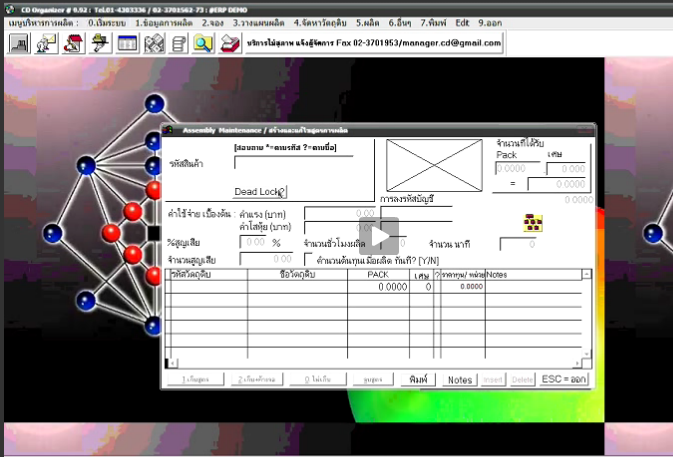 CD Organizer # 9.92 : Tel.01-4303336 / 02-3701563-73 : @ERP DEMO
เมนูบริหารการผลิต : 0.เริ่มระบบ 1.ข้อมูลการผลิต 2.จอง 3.วางแผนผลิต 4.จัดหาวัตถุดิบ 5.ผลิต 6.อื่นๆ 7.พิมพ์ Edt 9.ออก
บริการไม่สุภาพ แจ้งผู้จัดการ Fax 02-3701953/manager.cd@gmail.com
Assembly Maintenance / สร้างและแก้ไขสูตรการผลิต
[สอบถาม *=ตามรหัส ?=ตามชื่อ]
รหัสสินค้า
Dead Lock?
จำนวนที่ได้รับ
Pack เศษ
0.0000 0.000
= 0.0000
การลงรหัสบัญชี 0.0000
ค่าใช้จ่าย เบื้องต้น : ค่าแรง (บาท) 0.00
ค่าโสหุ้ย (บาท) 0.00
%สูญเสีย 0.00 % จำนวนชั่วโมงผลิต 0 จำนวน นาที 0
จำนวนสูญเสีย 0.00 คำนวนต้นทุนเมื่อผลิต ทันที? [Y/N]
รหัสวัตถุดิบ ชื่อวัตถุดิบ PACK เศษ ? ราคาทุน/ หน่วย Notes
0.0000 0 0.0000
1.เก็บสูตร 0.ไม่เก็บ ลบสูตร พิมพ์ Notes Insert Delete ESC = ออก